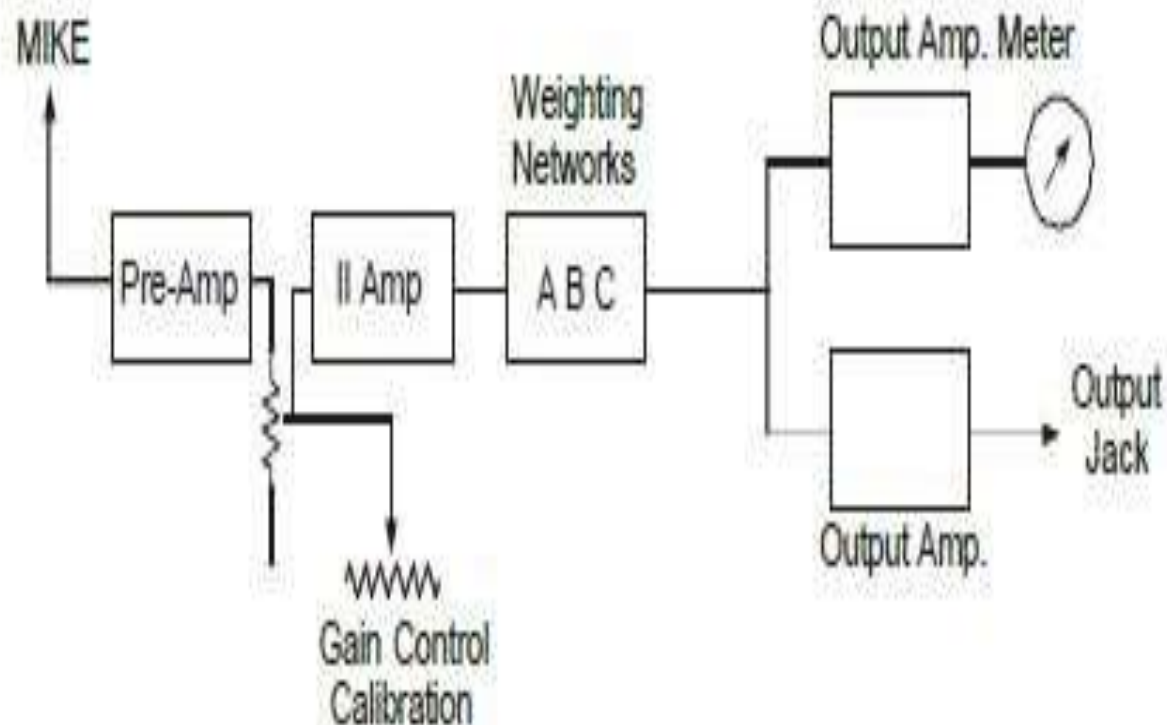 MIKE
Output Amp. Meter
Weighting
Networks
Pre-Amp
II Amp
A B C
Output
Jack
Output Amp.
Gain Control
Calibration